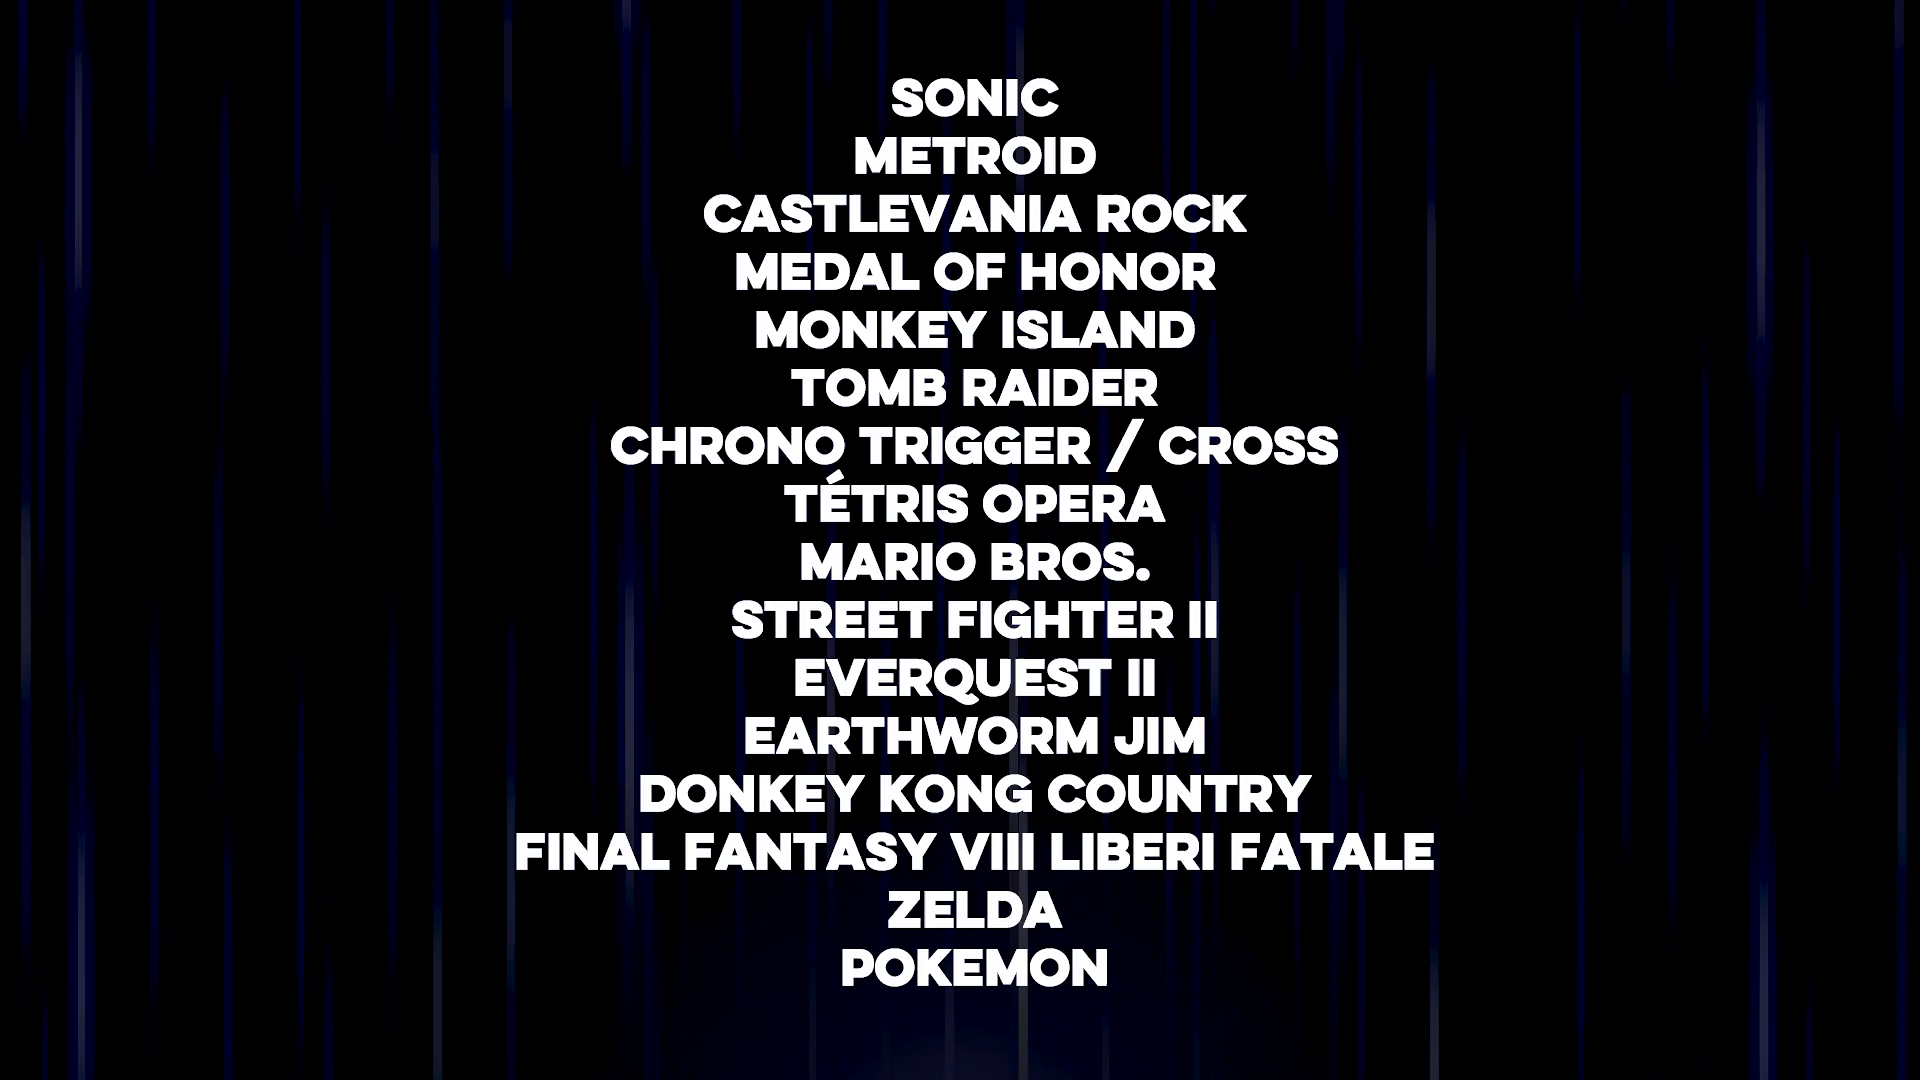 SONIC
METROID
CASTLEVANIA ROCK
MEDAL OF HONOR
MONKEY ISLAND
TOMB RAIDER
CHRONO TRIGGER / CROSS
TÉTRIS OPERA
MARIO BROS.
STREET FIGHTER II
EVERQUEST II
EARTHWORM JIM
DONKEY KONG COUNTRY
FINAL FANTASY VIII LIBERI FATALE
ZELDA
POKEMON